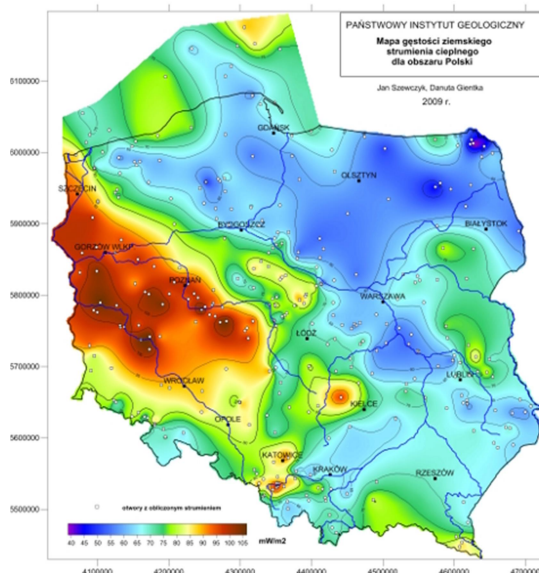 PAŃSTWOWY INSTYTUT GEOLOGICZNY
Mapa gęstości ziemskiego
strumienia cieplnego
dla obszaru Polski
Jan Szewczyk, Danuta Gientka
2009 r.
6100000
GDAŃSK
6000000
OLSZTYN
SZCZECIN
5900000
BYDGOSZCZ
BIAŁYSTOK
GORZÓW WLKP
POZNAŃ
5800000
WARSZAWA
ŁÓDŹ
5700000
WROCŁAW
LUBLIN
KIELCE
OPOLE
5600000
KATOWICE
KRAKÓW
RZESZÓW
5500000
otwory z obliczonym strumieniem
40 45 50 55 60 65 70 75 80 85 90 95 100 105
mW/m2
4100000 4200000 4300000 4400000 4500000 4600000 4700000